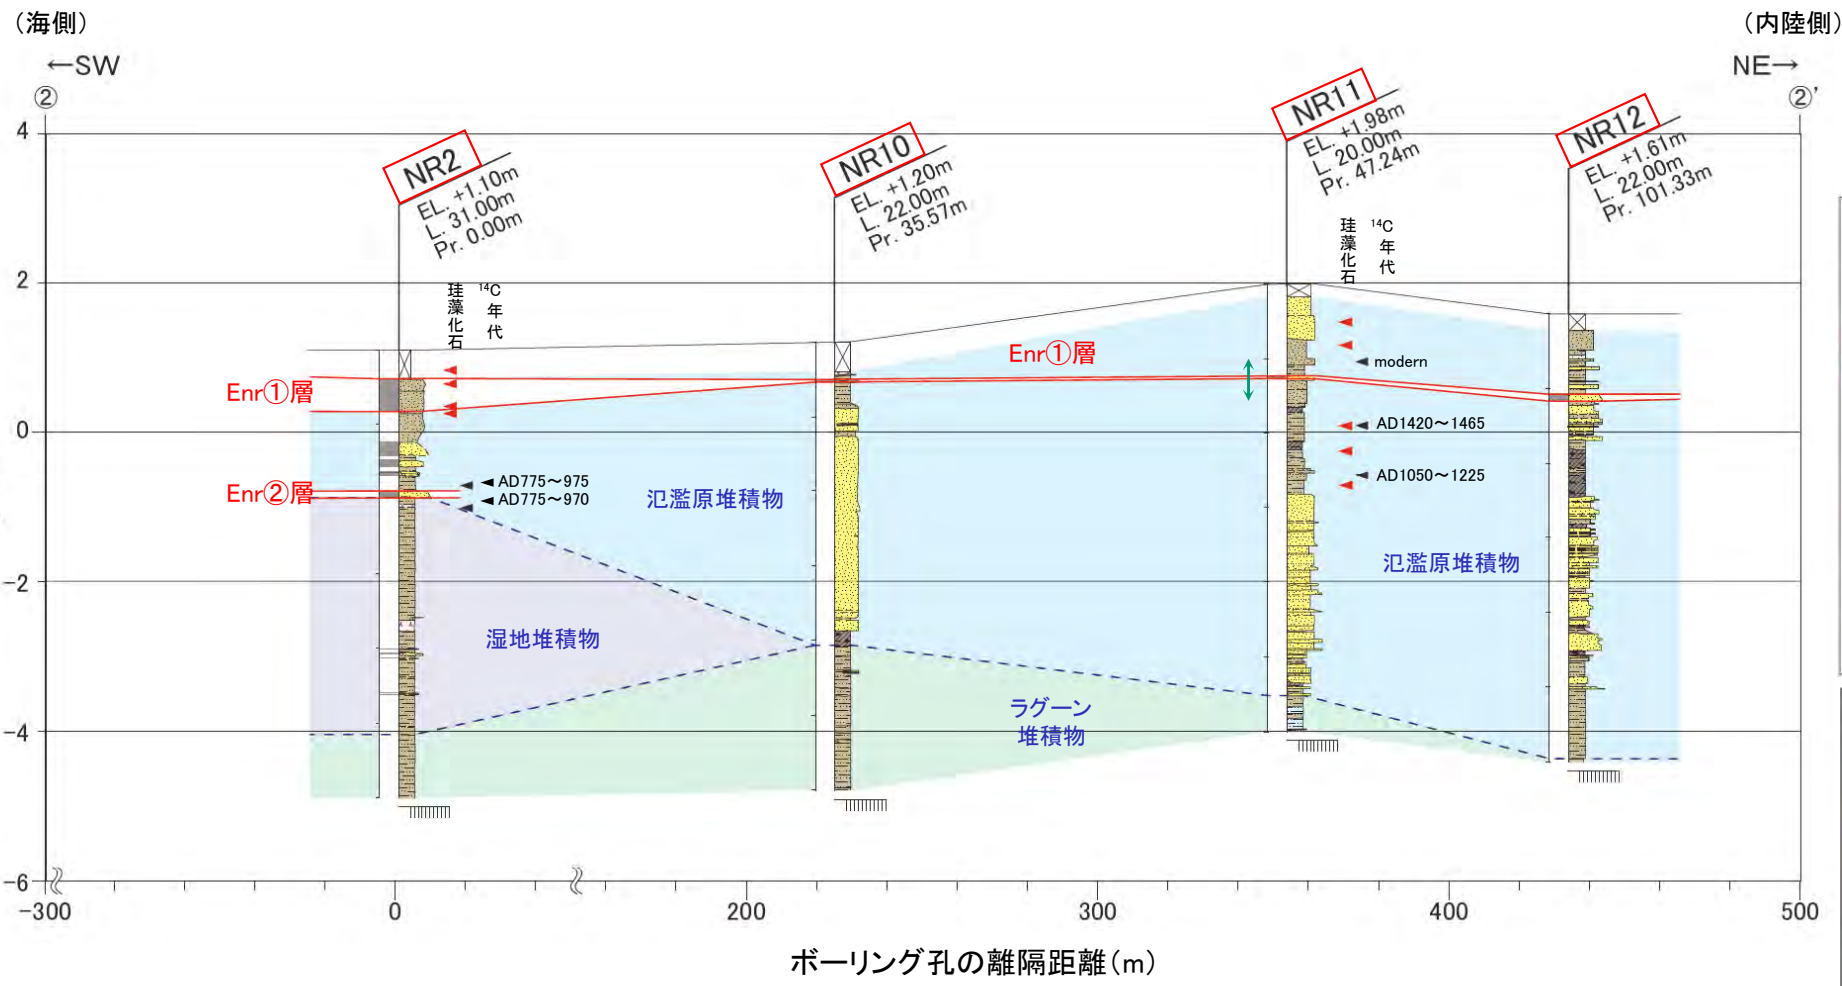 （海側）
（内陸側）
←SW
NE→
②
②'
NR2
EL. +1.10m
L. 31.00m
Pr. 0.00m
NR10
EL. +1.20m
L. 22.00m
Pr. 35.57m
NR11
EL. +1.98m
L. 20.00m
Pr. 47.24m
NR12
EL. +1.61m
L. 22.00m
Pr. 101.33m
4
2
0
-2
-4
-6
珪藻化石
¹⁴C年代
珪藻化石
¹⁴C年代
Enr①層
Enr①層
modern
AD1420～1465
AD1050～1225
Enr②層
AD775～975
AD775～970
氾濫原堆積物
氾濫原堆積物
湿地堆積物
ラグーン
堆積物
-300
0
200
300
400
500
ボーリング孔の離隔距離（m）